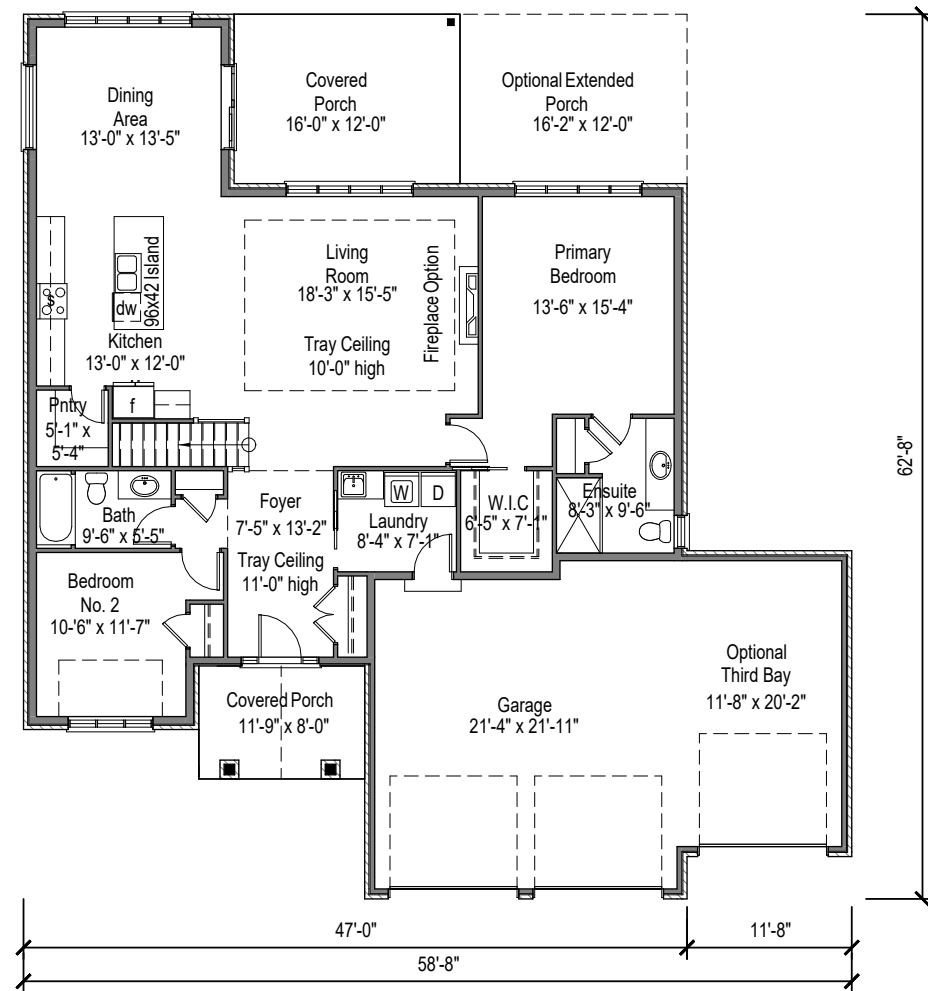 Dining
Area
13'-0" x 13'-5"
Covered
Porch
16'-0" x 12'-0"
Optional Extended
Porch
16'-2" x 12'-0"
96x42 Island
dw
S
Kitchen
13'-0" x 12'-0"
Living
Room
18'-3" x 15'-5"
Tray Ceiling
10'-0" high
Fireplace Option
Primary
Bedroom
13'-6" x 15'-4"
Pntry
5'-1" x
5'-4"
f
62'-8"
Bath
9'-6" x 5'-5"
Foyer
7'-5" x 13'-2"
Tray Ceiling
11'-0" high
W
D
Laundry
8'-4" x 7'-1"
W.I.C
6'-5" x 7'-1"
Ensuite
8'-3" x 9'-6"
Bedroom
No. 2
10'-6" x 11'-7"
Covered Porch
11'-9" x 8'-0"
Garage
21'-4" x 21'-11"
Optional
Third Bay
11'-8" x 20'-2"
47'-0"
11'-8"
58'-8"